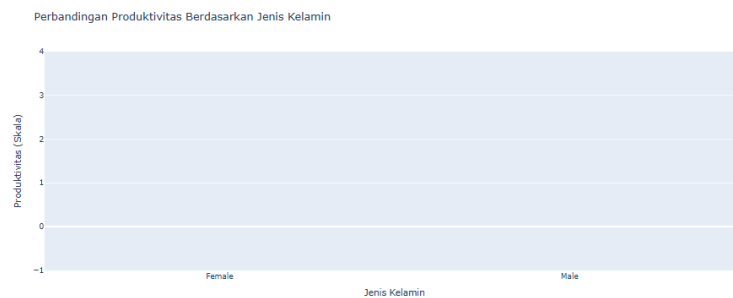 Perbandingan Produktivitas Berdasarkan Jenis Kelamin
4
3
2
1
0
−1
Produktivitas (Skala)
Female Male
Jenis Kelamin